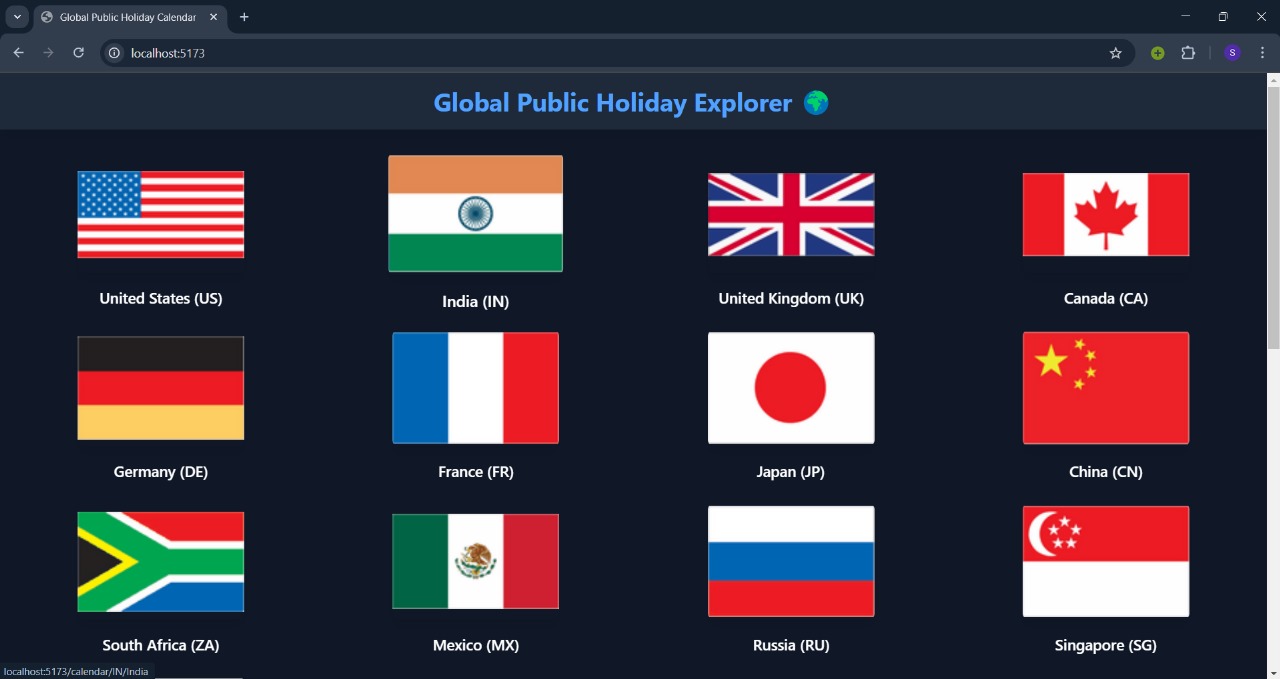 Global Public Holiday Calendar
localhost:5173
S
Global Public Holiday Explorer
United States (US)
India (IN)
United Kingdom (UK)
Canada (CA)
Germany (DE)
France (FR)
Japan (JP)
China (CN)
South Africa (ZA)
Mexico (MX)
Russia (RU)
Singapore (SG)
localhost:5173/calendar/IN/India